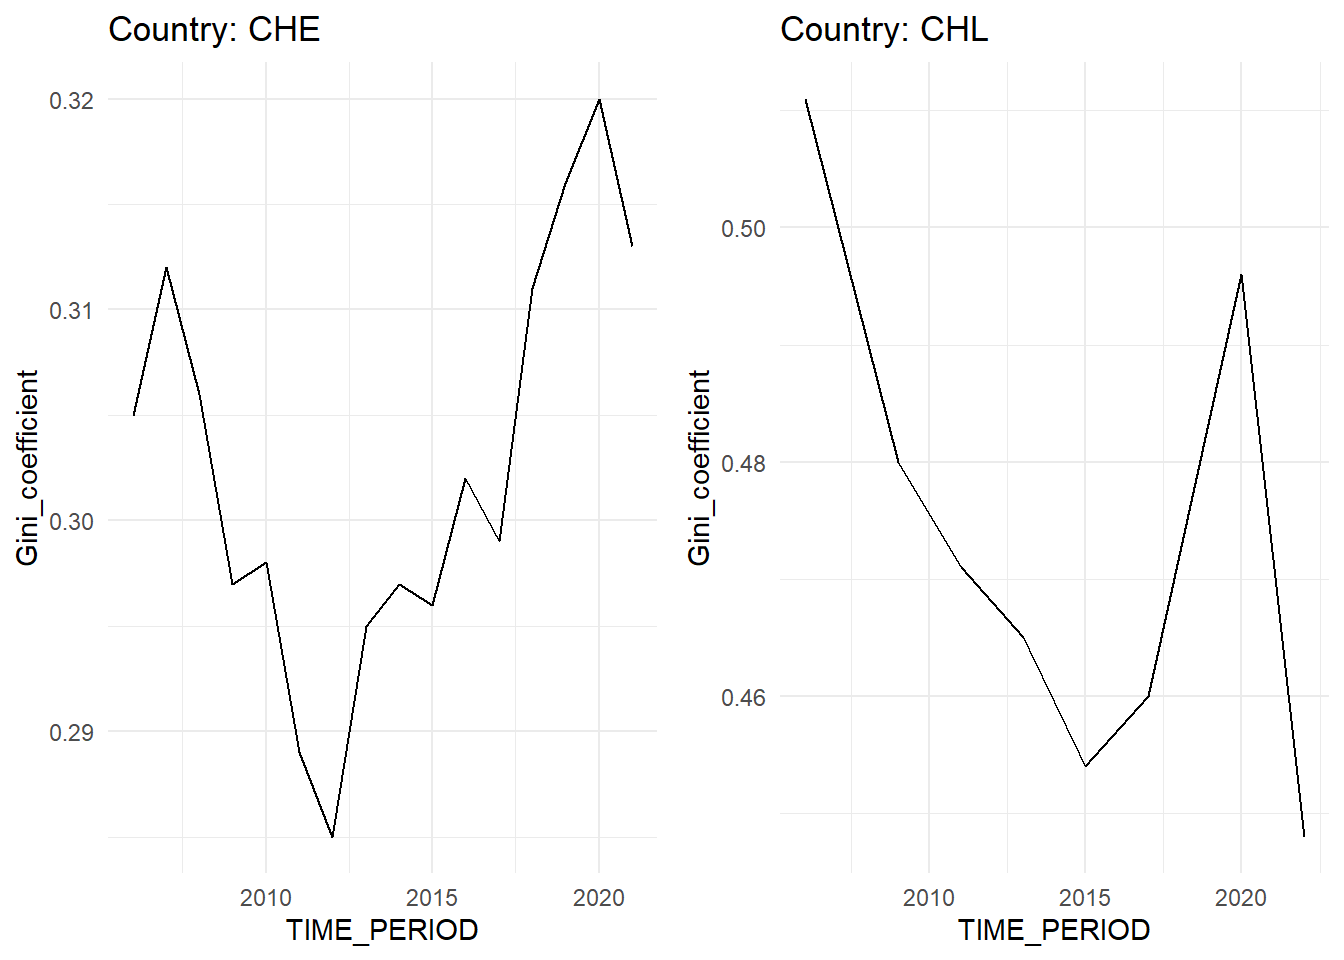 Country: CHE
0.32
0.31
0.30
0.29
Gini_coefficient
2010 2015 2020
TIME_PERIOD
Country: CHL
0.50
0.48
0.46
Gini_coefficient
2010 2015 2020
TIME_PERIOD